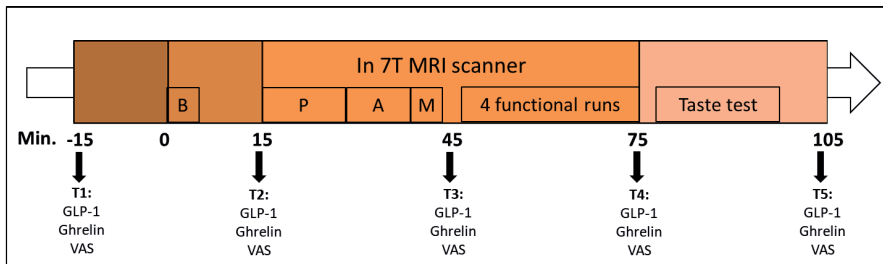 In 7T MRI scanner
B P A M 4 functional runs Taste test
Min. -15 0 15 45 75 105
T1: T2: T3: T4: T5:
GLP-1 GLP-1 GLP-1 GLP-1 GLP-1
Ghrelin Ghrelin Ghrelin Ghrelin Ghrelin
VAS VAS VAS VAS VAS